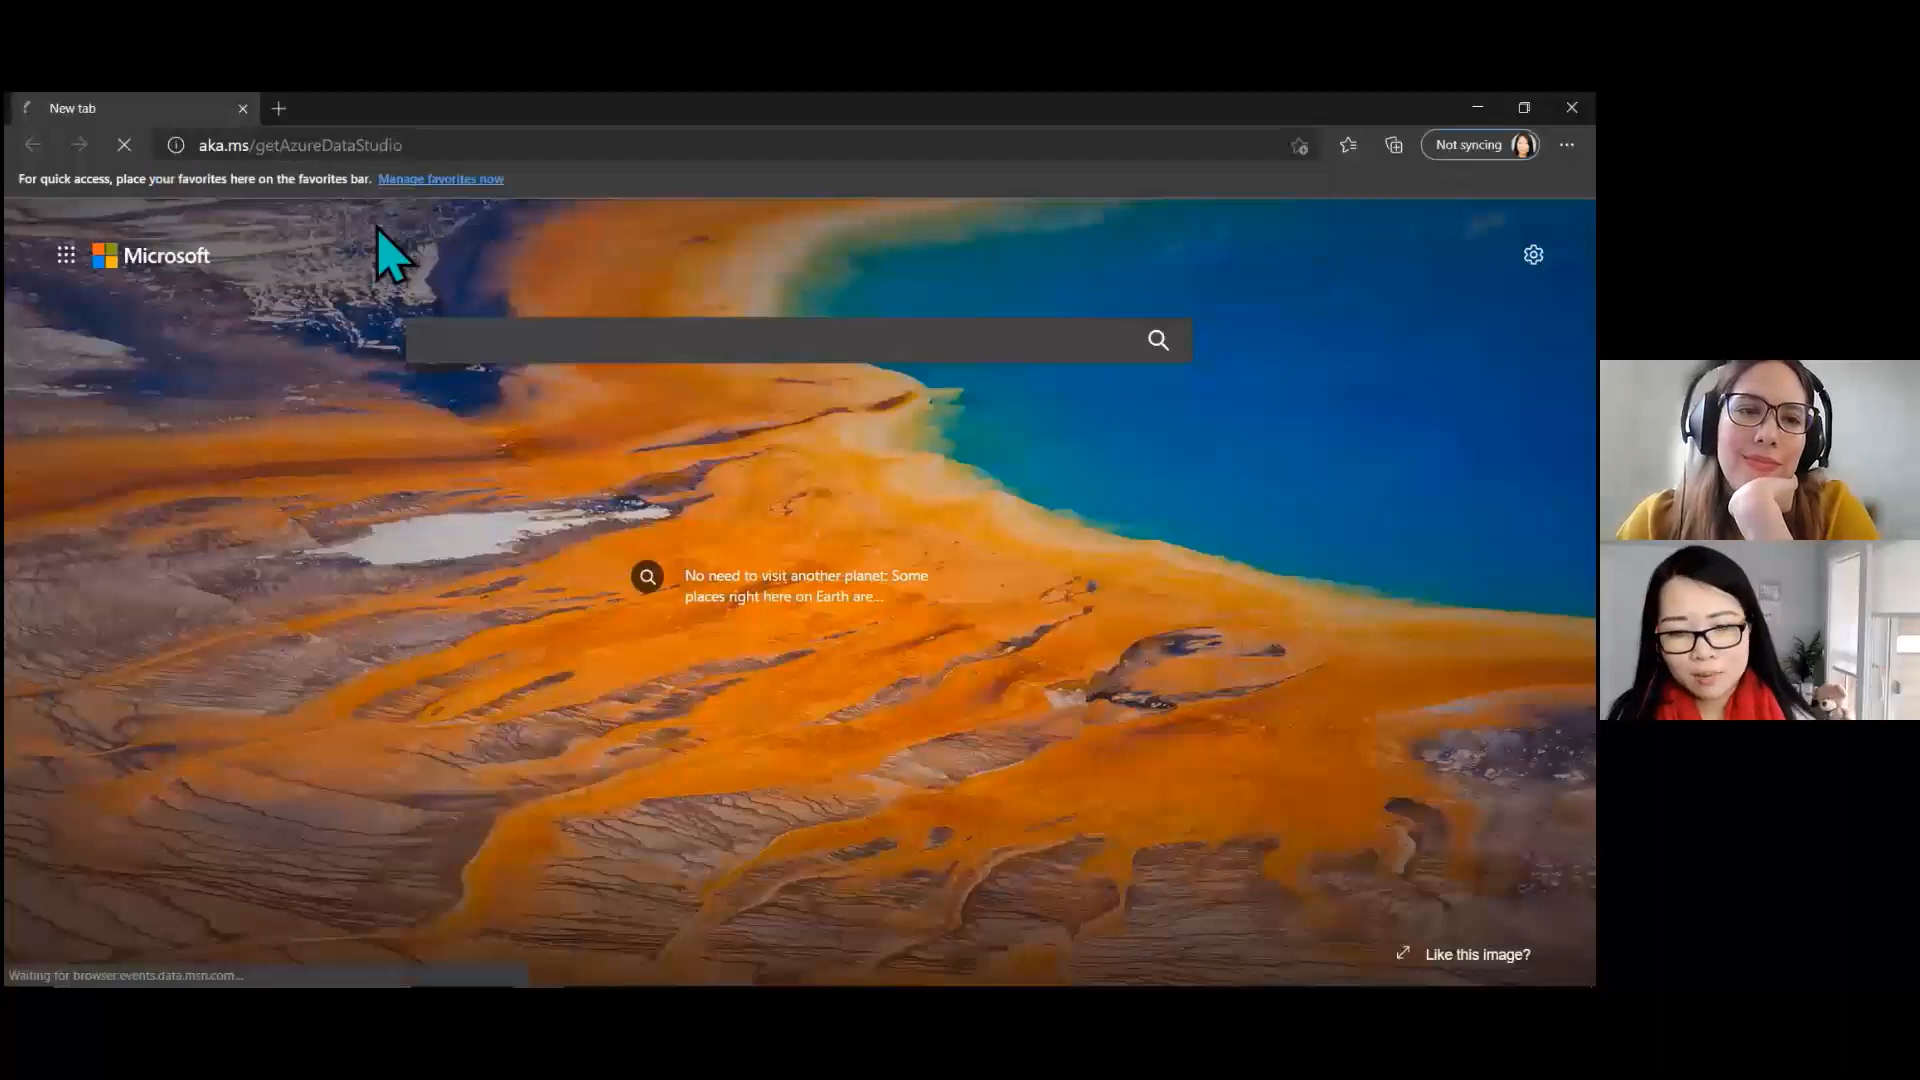 New tab
aka.ms/getAzureDataStudio
Not syncing
For quick access, place your favorites here on the favorites bar. Manage favorites now
Microsoft
No need to visit another planet: Some
places right here on Earth are...
Like this image?
Waiting for browser.events.data.msn.com...